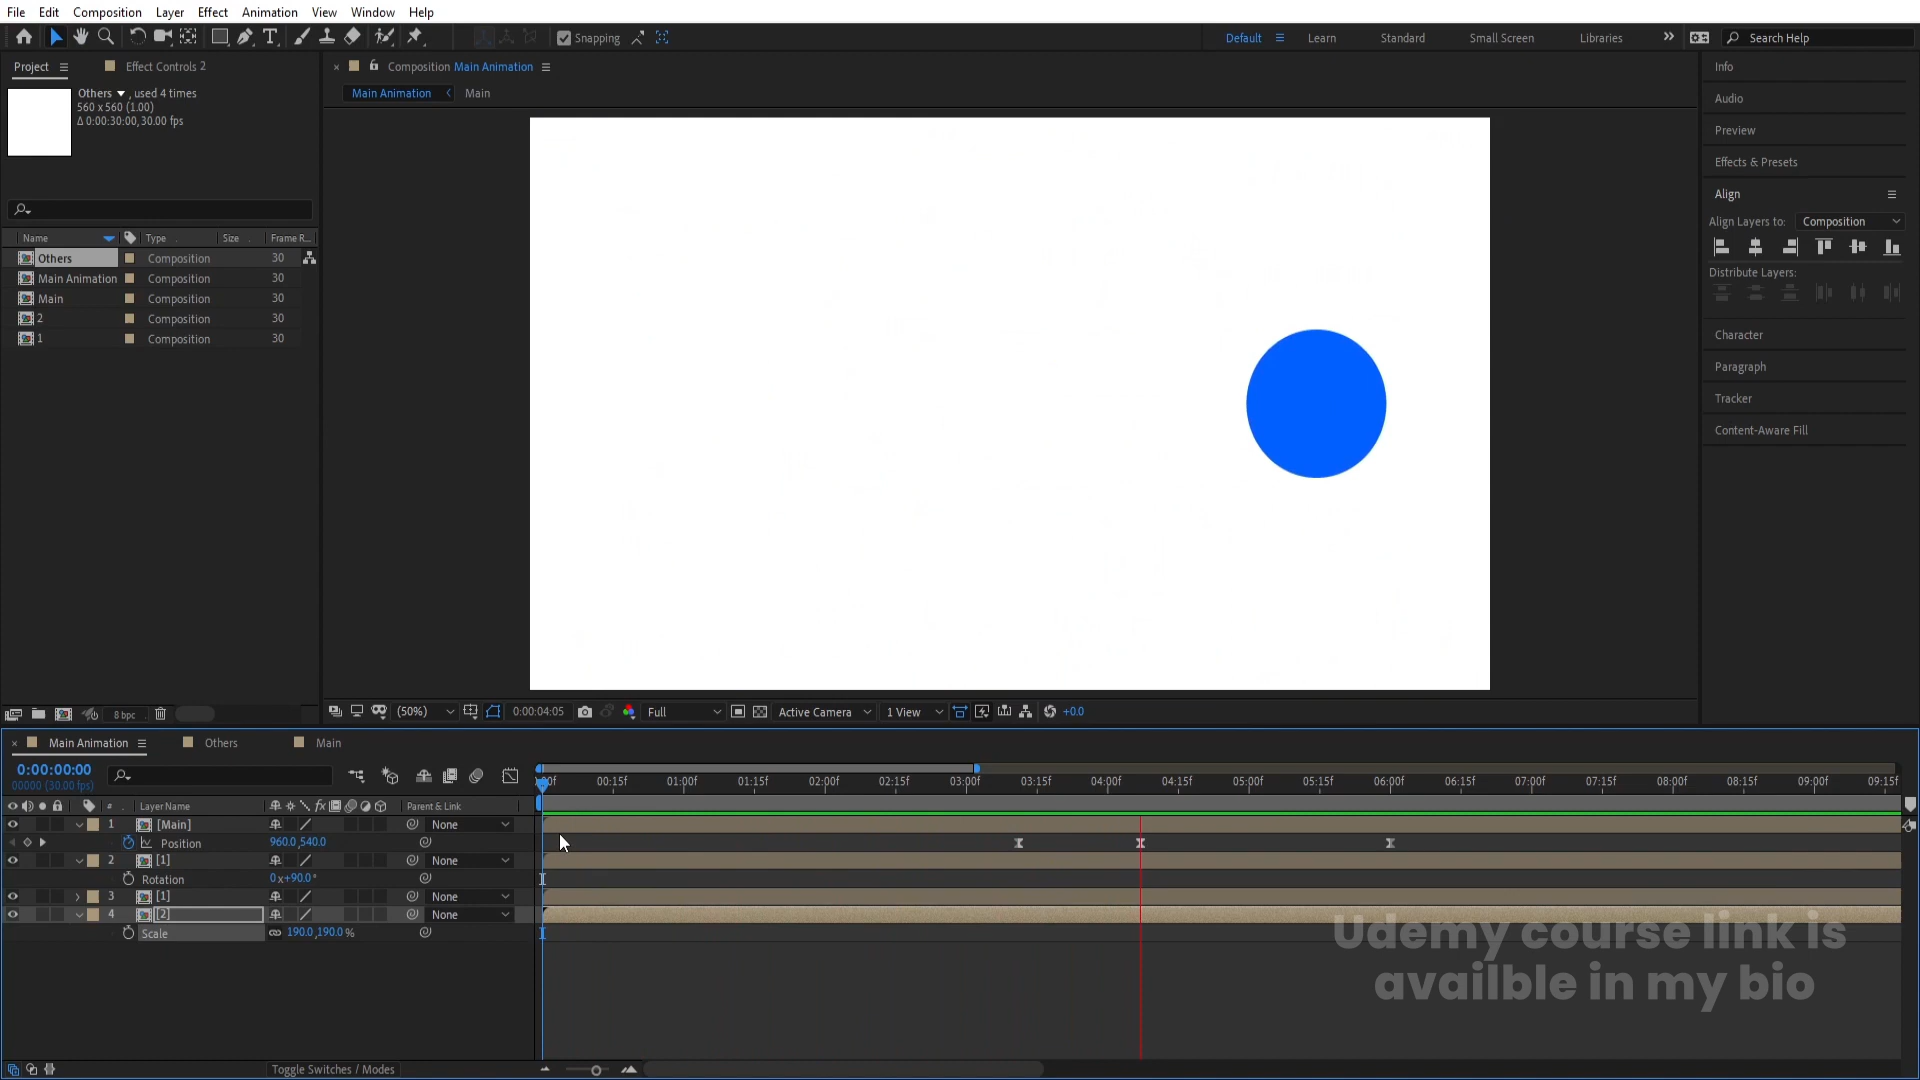 File Edit Composition Layer Effect Animation View Window Help
Snapping
Default Learn Standard Small Screen Libraries Search Help
Project Effect Controls 2
Composition Main Animation
Main Animation Main
Others , used 4 times
560 x 560 (1.00)
Δ 0:00:30:00, 30.00 fps
Name Type Size Frame R...
Others Composition 30
Main Animation Composition 30
Main Composition 30
2 Composition 30
1 Composition 30
8 bpc
(50%) 0:00:04:05 Full Active Camera 1 View +0.0
Info
Audio
Preview
Effects & Presets
Align
Align Layers to: Composition
Distribute Layers:
Character
Paragraph
Tracker
Content-Aware Fill
Main Animation Others Main
0:00:00:00
00000 (30.00 fps)
00:15f 01:00f 01:15f 02:00f 02:15f 03:00f 03:15f 04:00f 04:15f 05:00f 05:15f 06:00f 06:15f 07:00f 07:15f 08:00f 08:15f 09:00f 09:15f
# Layer Name fx Parent & Link
1 [Main] None
Position 960.0,540.0
2 [1] None
Rotation 0x+90.0°
3 [1] None
4 [2] None
Scale 190.0,190.0%
Udemy course link is
availble in my bio
Toggle Switches / Modes